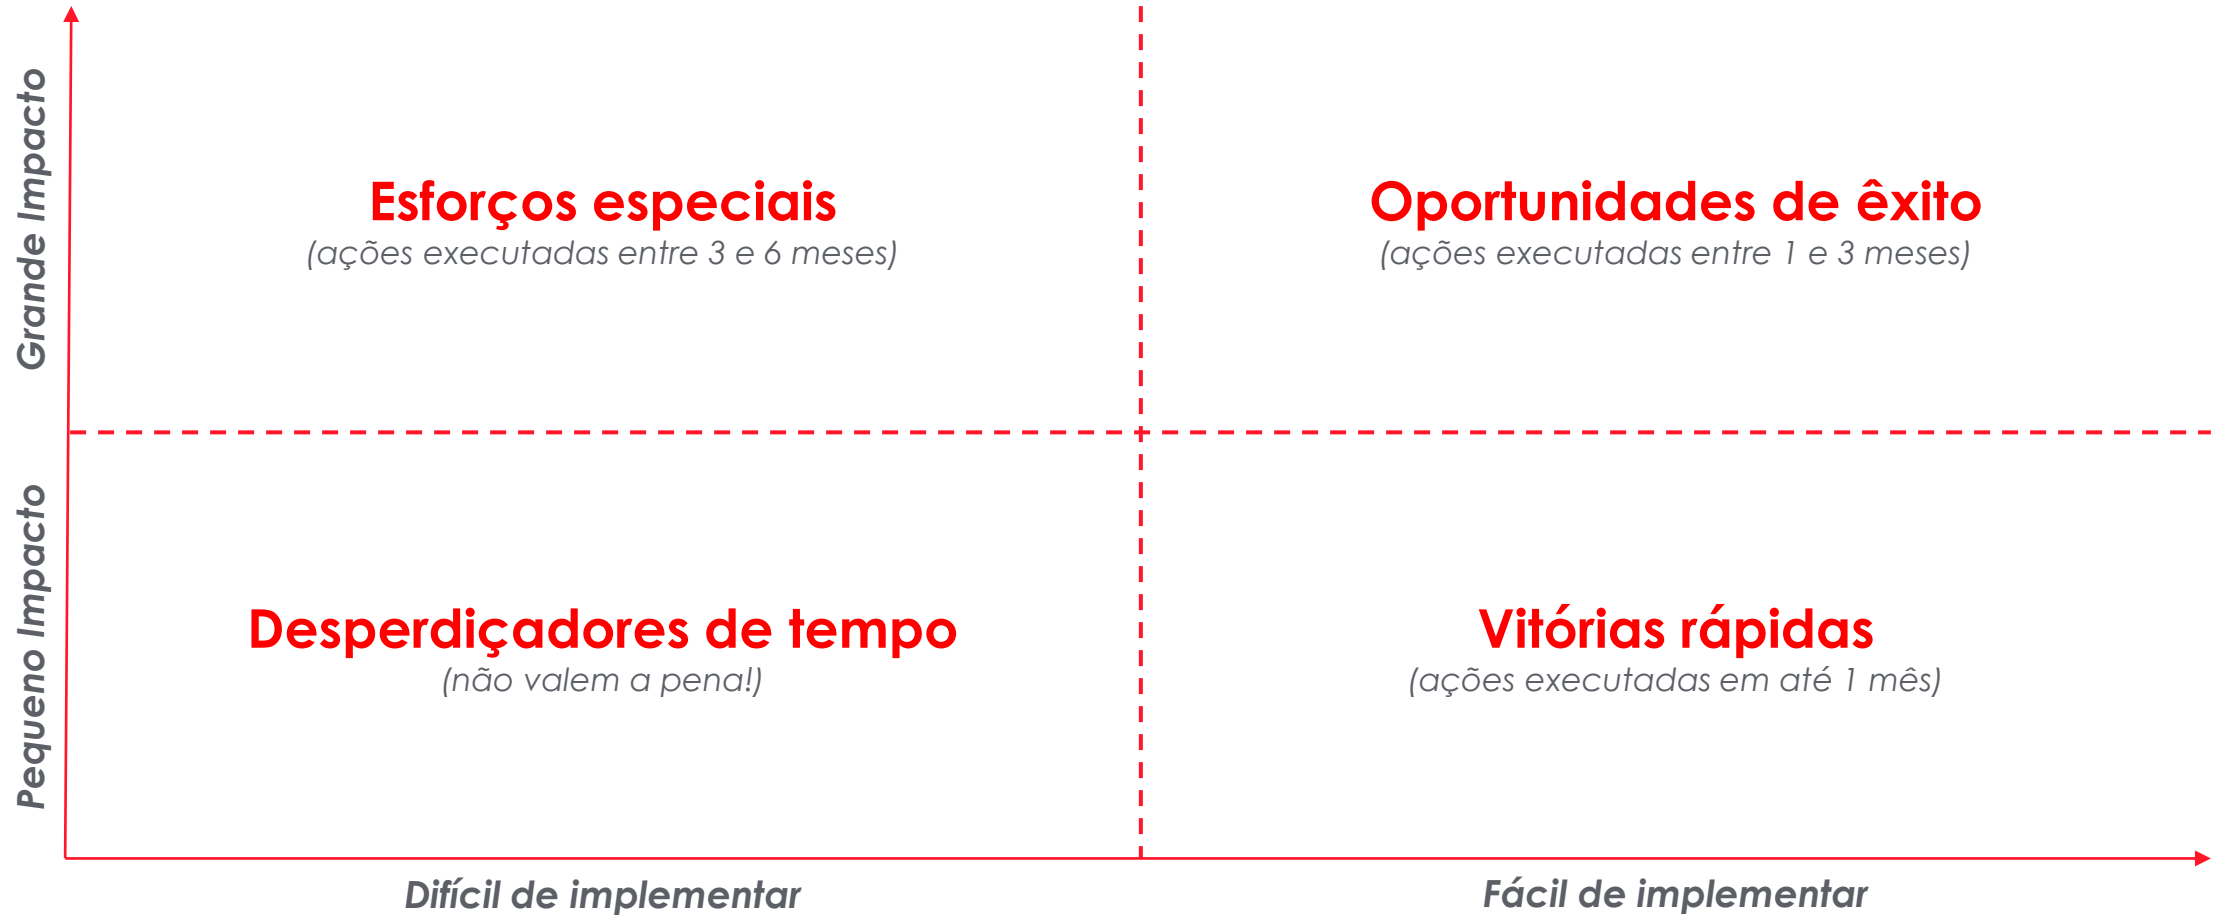 Grande Impacto
Esforços especiais
(ações executadas entre 3 e 6 meses)
Oportunidades de êxito
(ações executadas entre 1 e 3 meses)
Pequeno Impacto
Desperdiçadores de tempo
(não valem a pena!)
Vitórias rápidas
(ações executadas em até 1 mês)
Difícil de implementar
Fácil de implementar